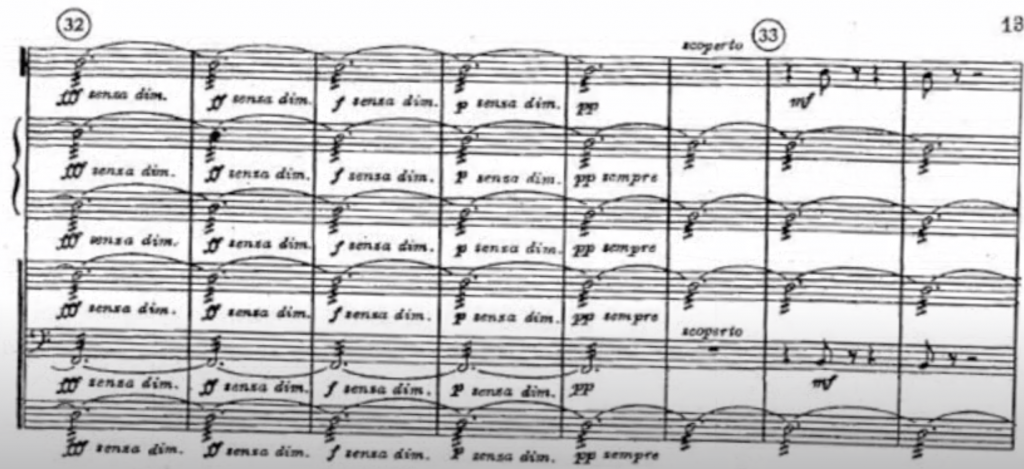 32 33 13
scoperto
fff senza dim. ff senza dim. f senza dim. p senza dim. pp mf
fff senza dim. ff senza dim. f senza dim. p senza dim. pp sempre
fff senza dim. ff senza dim. f senza dim. p senza dim. pp sempre
fff senza dim. ff senza dim. f senza dim. p senza dim. pp sempre
scoperto
fff senza dim. ff senza dim. f senza dim. p senza dim. pp mf
fff senza dim. ff senza dim. f senza dim. p senza dim. pp sempre